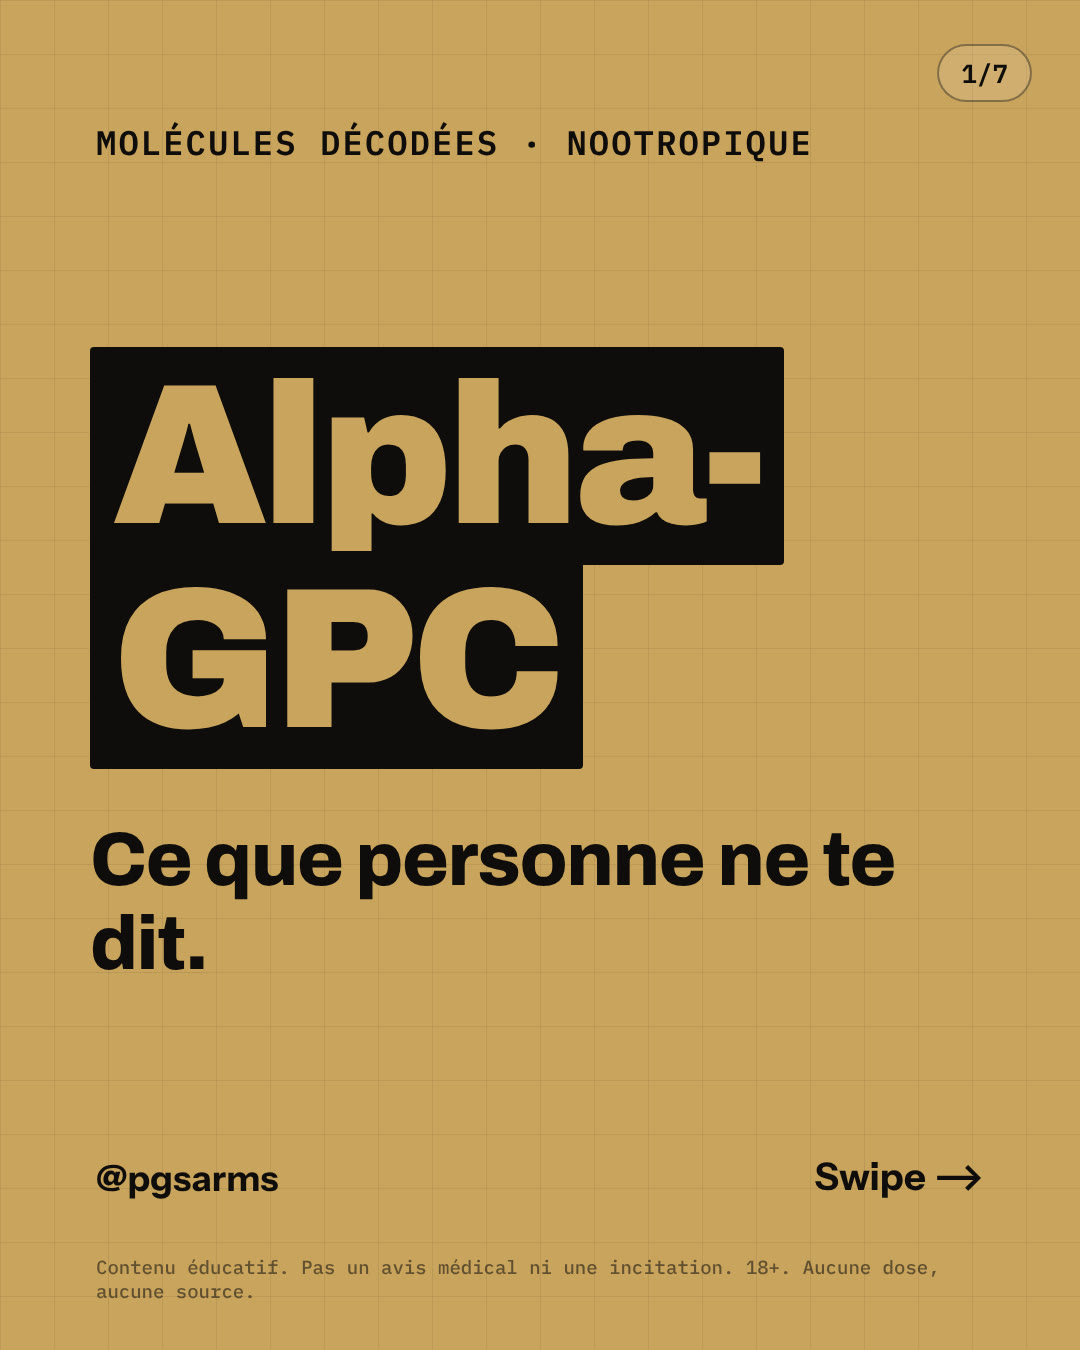 1/7
MOLÉCULES DÉCODÉES · NOOTROPIQUE
Alpha-
GPC
Ce que personne ne te
dit.
@pgsarms
Swipe →
Contenu éducatif. Pas un avis médical ni une incitation. 18+. Aucune dose,
aucune source.